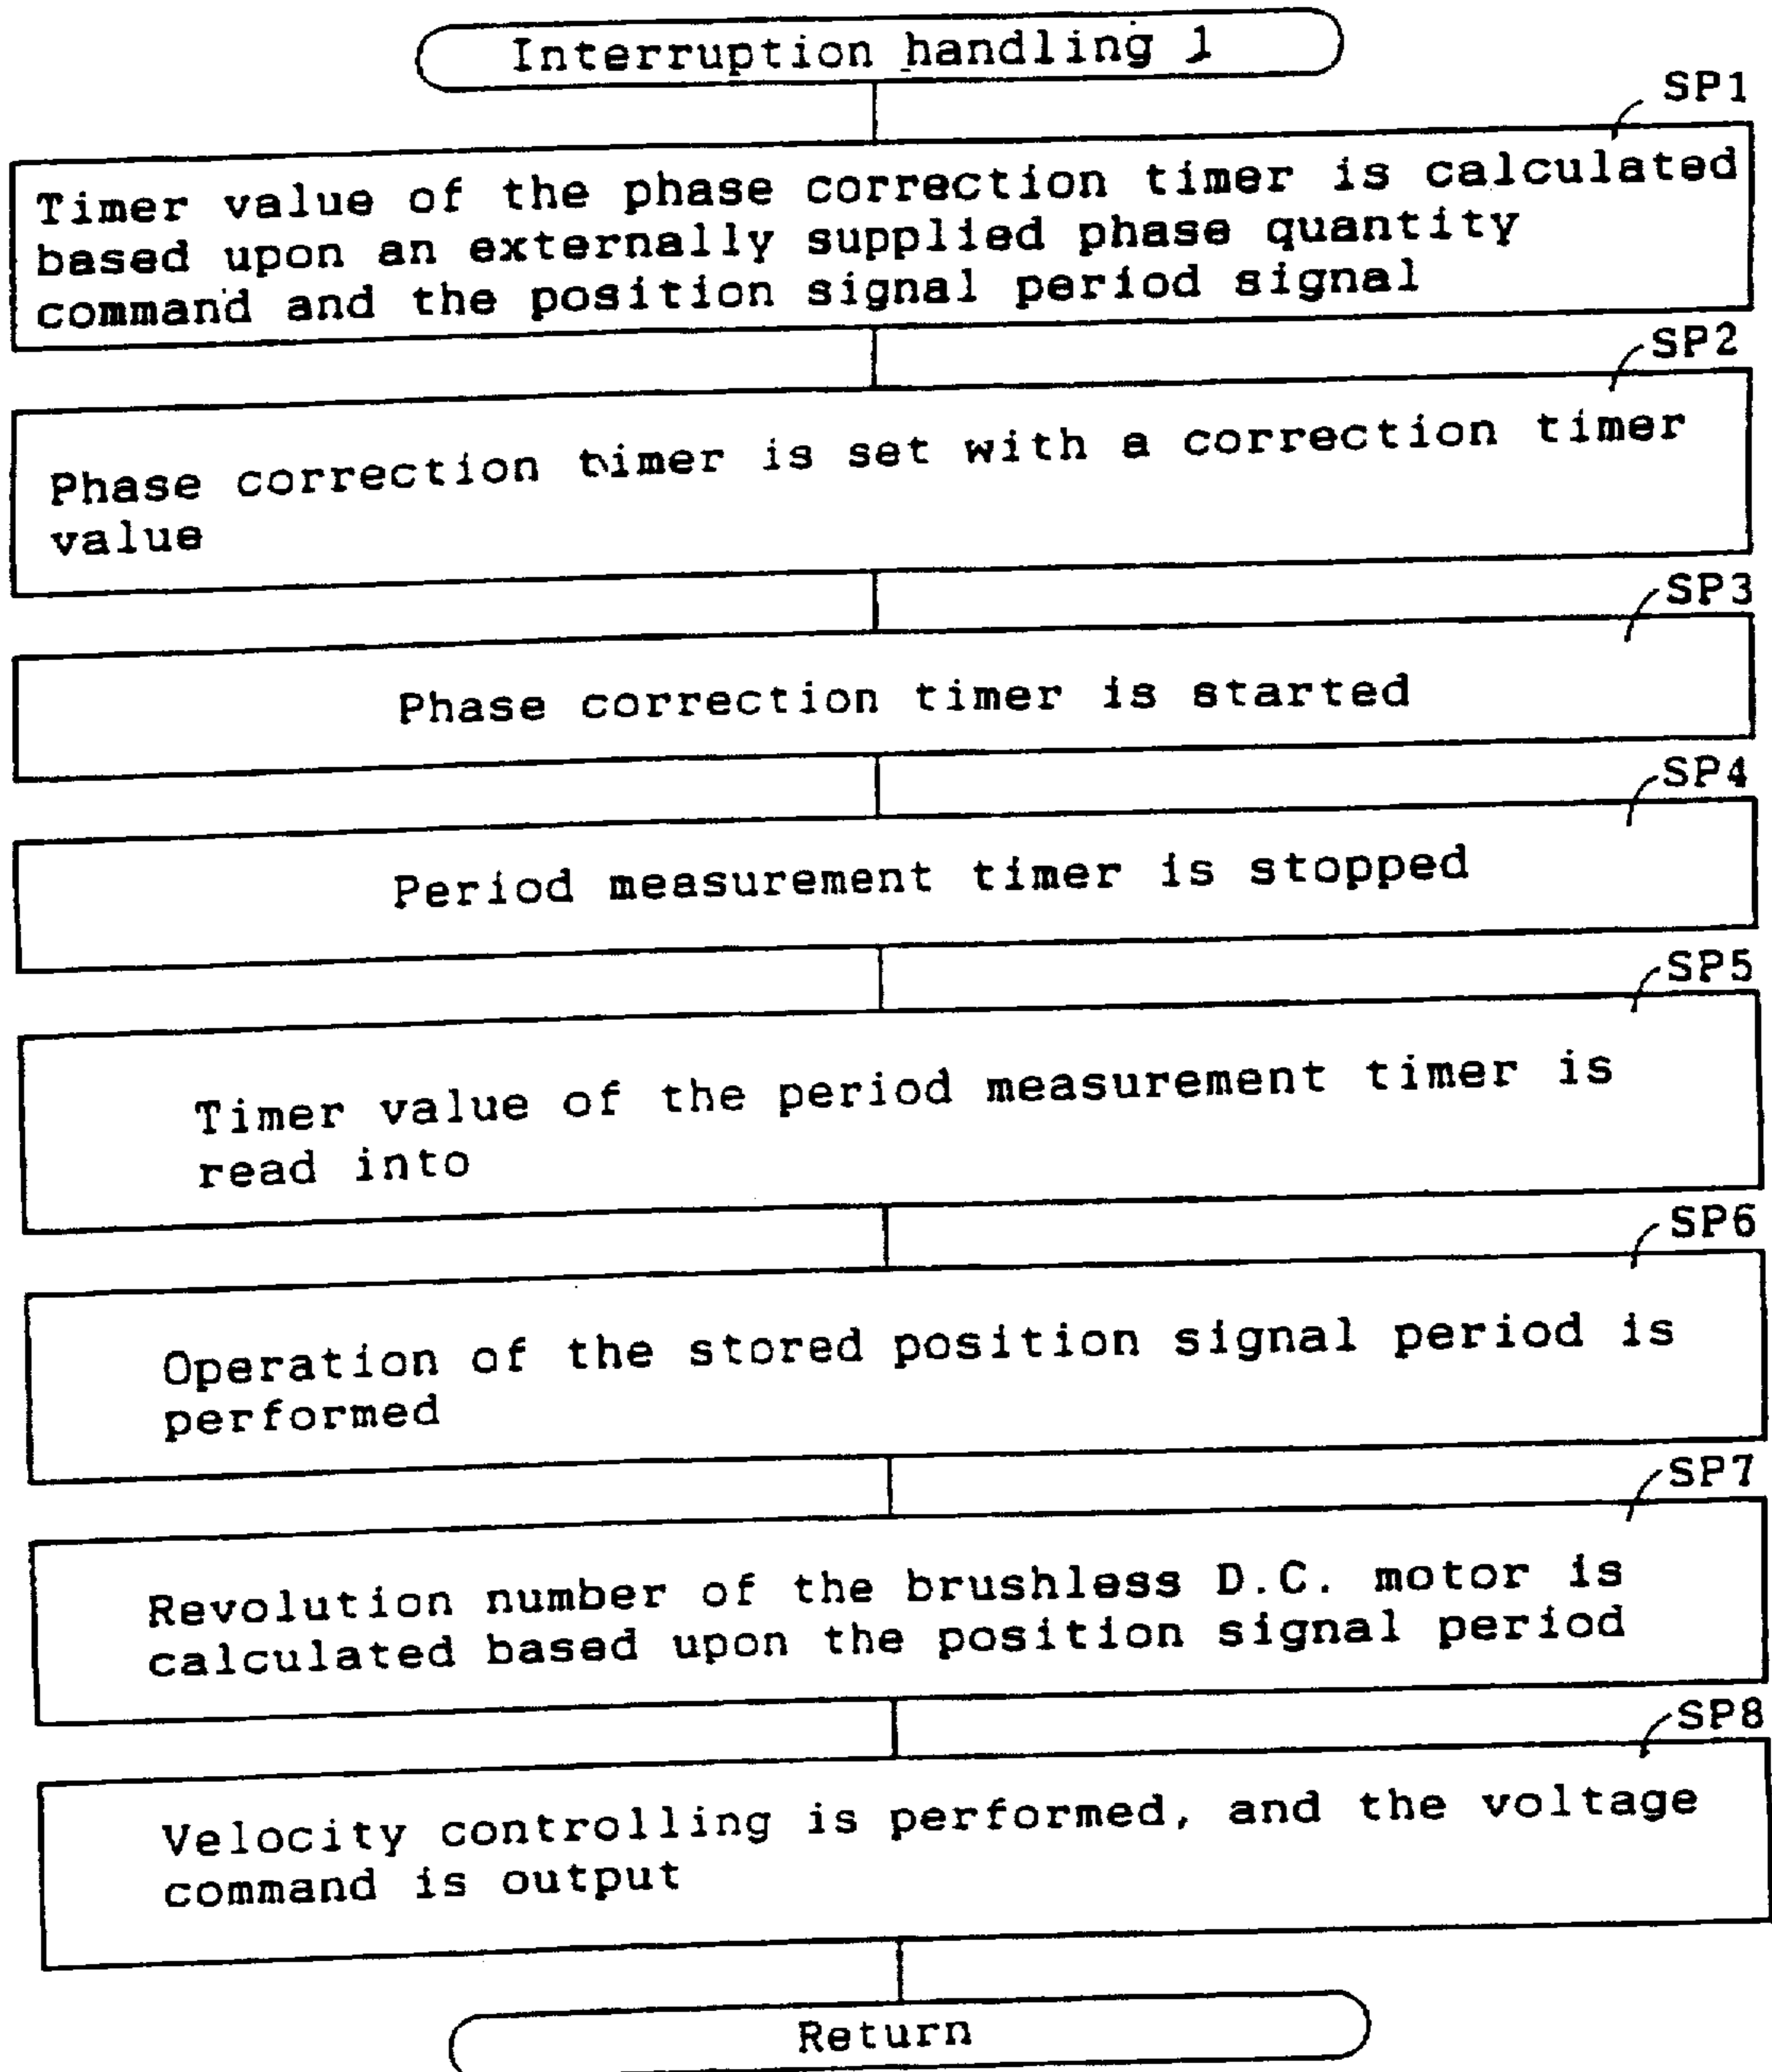 Interruption handling 1
SP1
Timer value of the phase correction timer is calculated
based upon an externally supplied phase quantity
command and the position signal period signal
SP2
Phase correction timer is set with a correction timer
value
SP3
Phase correction timer is started
SP4
Period measurement timer is stopped
SP5
Timer value of the period measurement timer is
read into
SP6
Operation of the stored position signal period is
performed
SP7
Revolution number of the brushless D.C. motor is
calculated based upon the position signal period
SP8
Velocity controlling is performed, and the voltage
command is output
Return